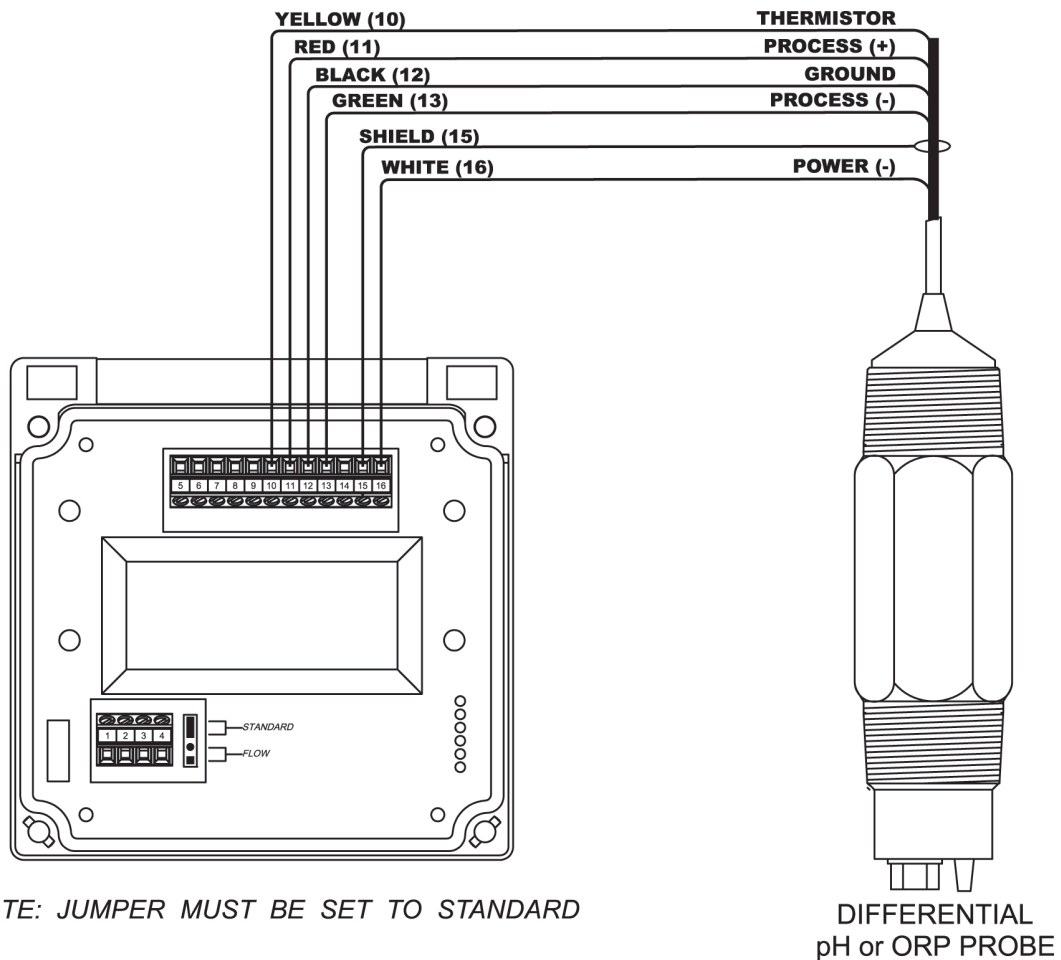 YELLOW (10) THERMISTOR
RED (11) PROCESS (+)
BLACK (12) GROUND
GREEN (13) PROCESS (-)
SHIELD (15)
WHITE (16) POWER (-)
5 6 7 8 9 10 11 12 13 14 15 16
1 2 3 4
STANDARD
FLOW
TE: JUMPER MUST BE SET TO STANDARD
DIFFERENTIAL
pH or ORP PROBE